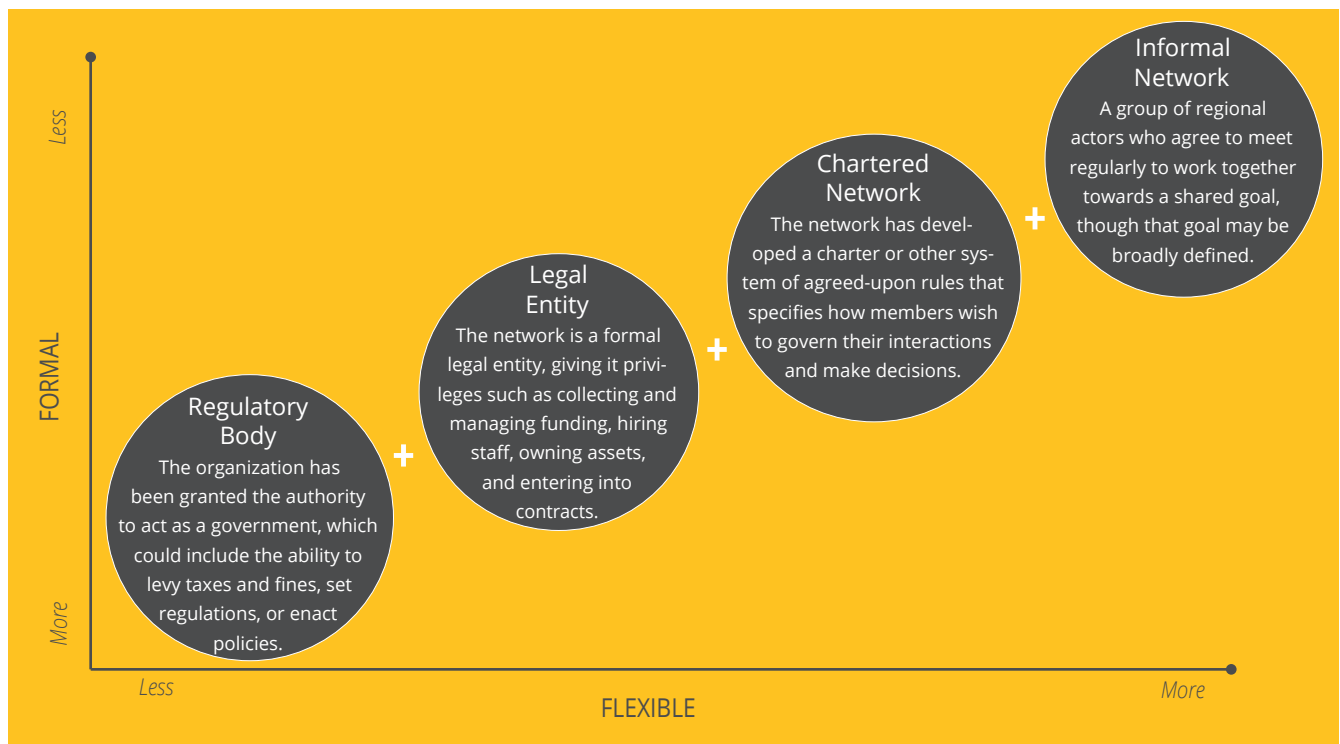 Informal
Network
A group of regional
actors who agree to meet
regularly to work together
towards a shared goal,
though that goal may be
broadly defined.
+
Chartered
Network
The network has devel-
oped a charter or other sys-
tem of agreed-upon rules that
specifies how members wish
to govern their interactions
and make decisions.
+
Legal
Entity
The network is a formal
legal entity, giving it privi-
leges such as collecting and
managing funding, hiring
staff, owning assets,
and entering into
contracts.
+
Regulatory
Body
The organization has
been granted the authority
to act as a government, which
could include the ability to
levy taxes and fines, set
regulations, or enact
policies.
Less
FORMAL
More
Less
FLEXIBLE
More